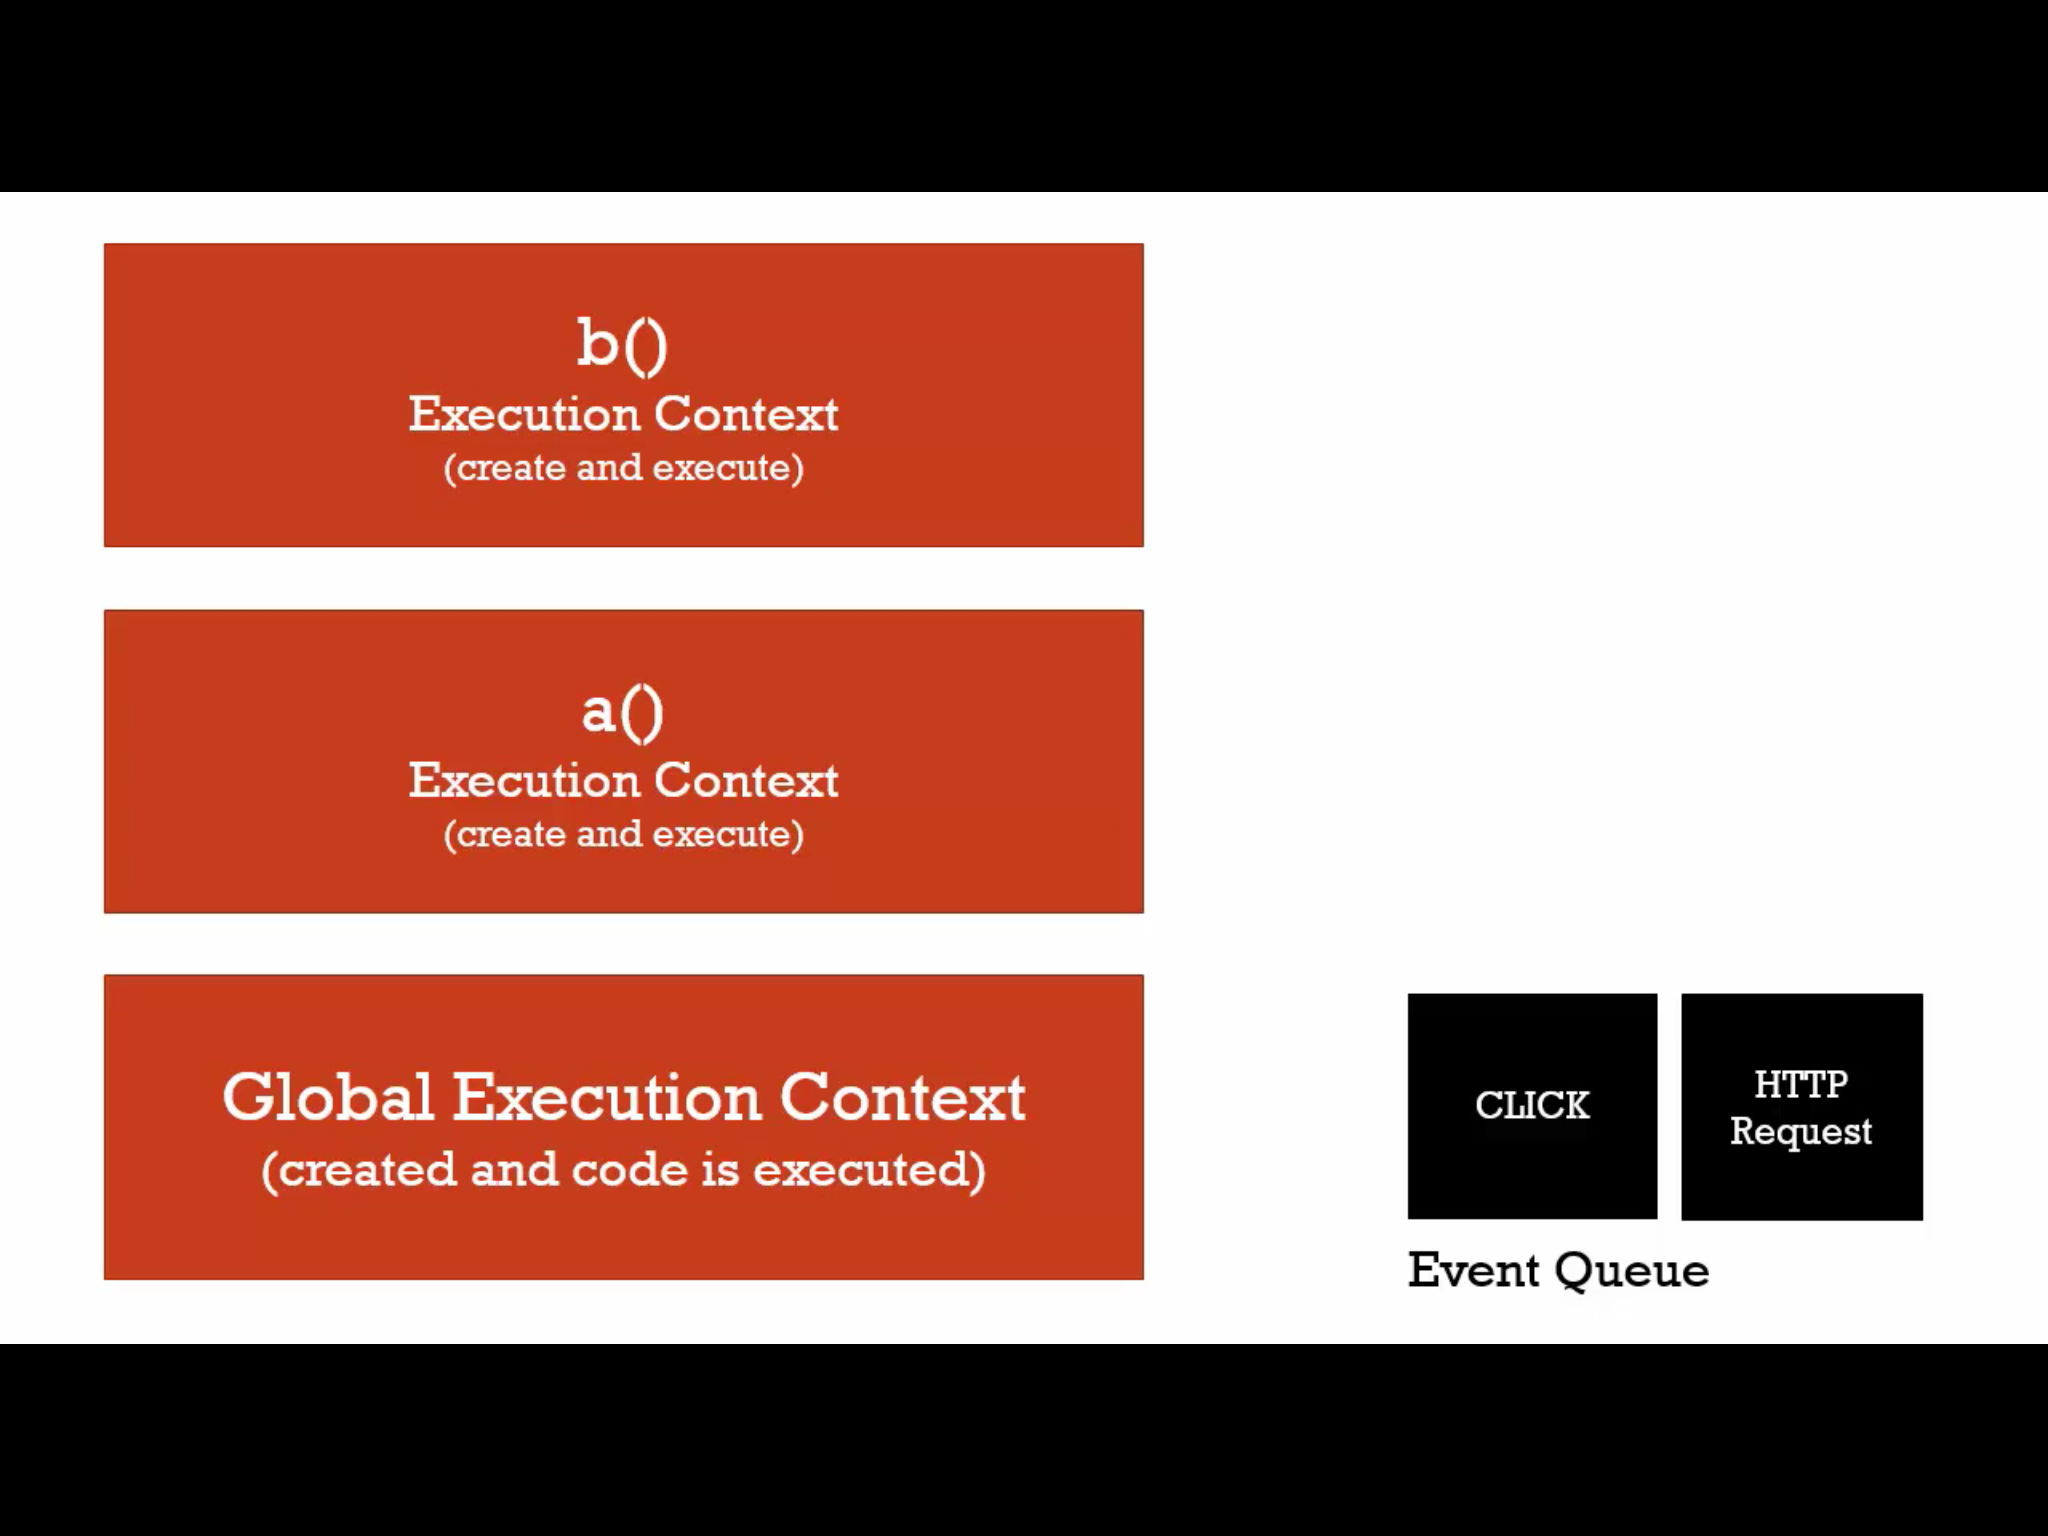 b()
Execution Context
(create and execute)
a()
Execution Context
(create and execute)
Global Execution Context
(created and code is executed)
CLICK
HTTP
Request
Event Queue